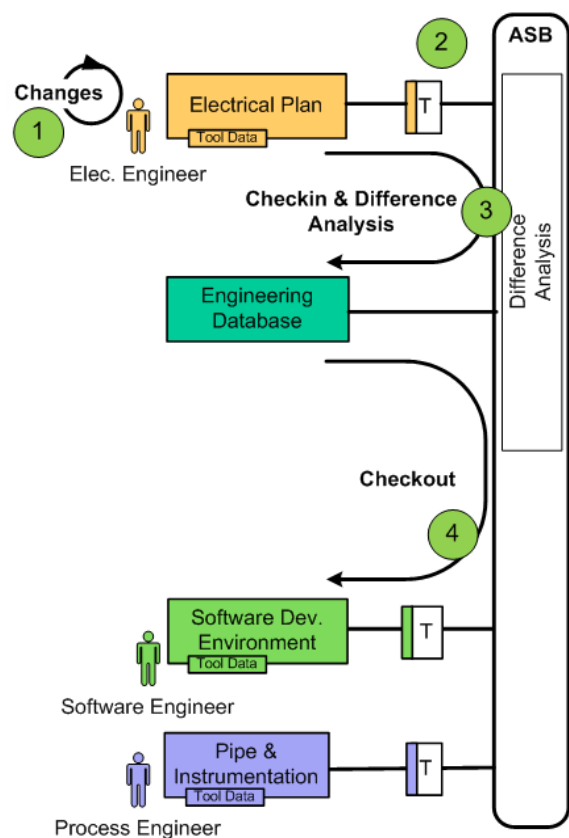 2
ASB
Changes
1
Electrical Plan
Tool Data
T
Elec. Engineer
Checkin & Difference
Analysis
3
Difference
Analysis
Engineering
Database
Checkout
4
Software Dev.
Environment
Tool Data
T
Software Engineer
Pipe &
Instrumentation
Tool Data
T
Process Engineer